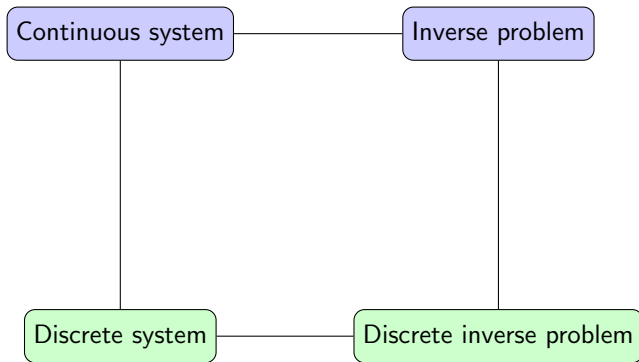 Continuous system
Inverse problem
Discrete system
Discrete inverse problem